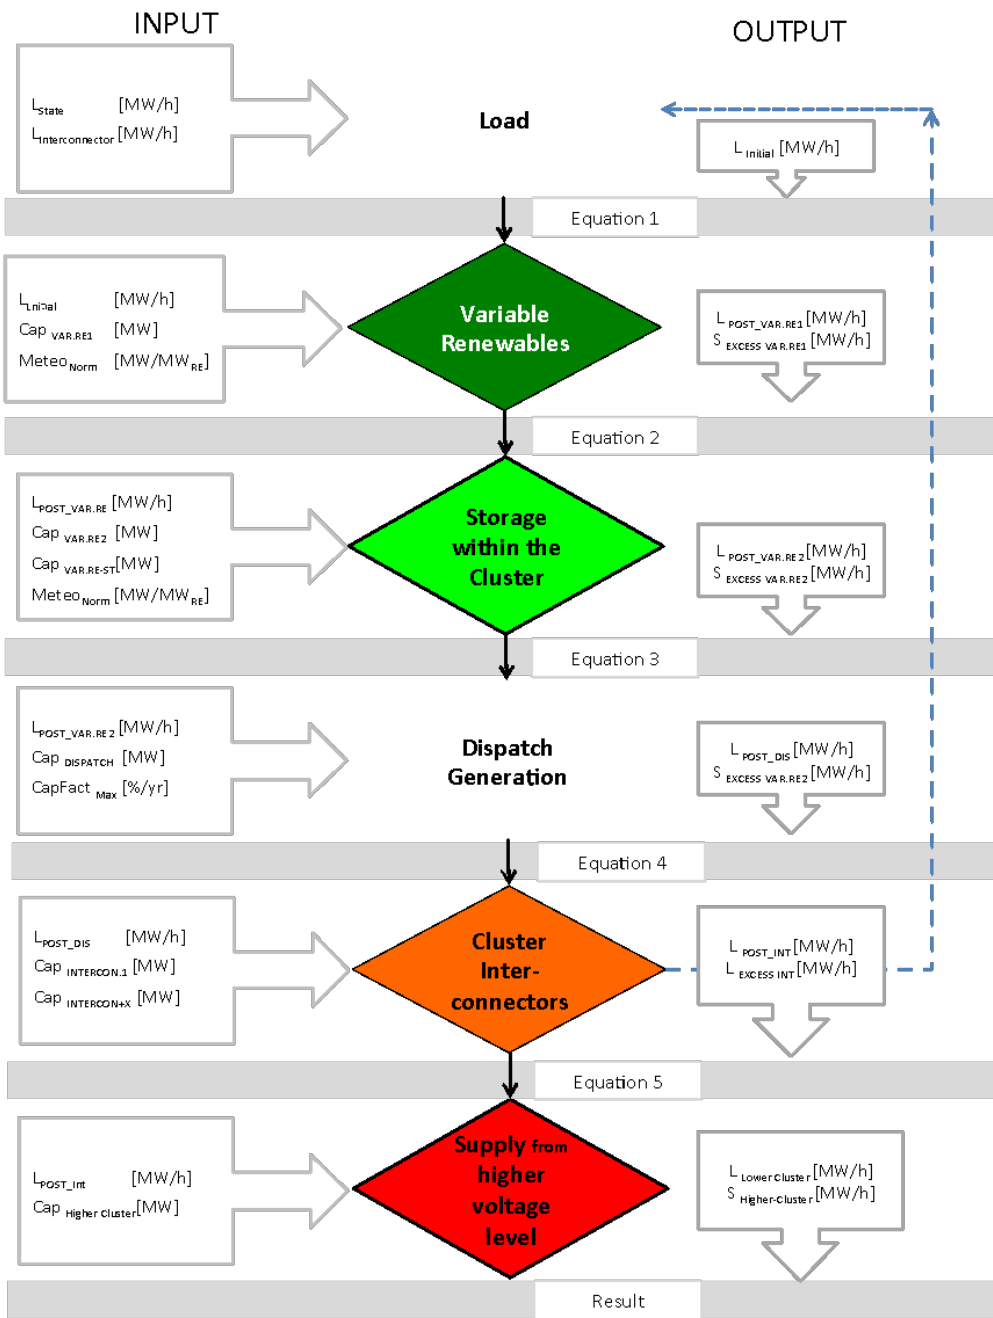 INPUT
OUTPUT
L State [MW/h]
L Interconnector [MW/h]
Load
L Initial [MW/h]
Equation 1
L Initial [MW/h]
Cap VAR.RE1 [MW]
Meteo Norm [MW/MW RE]
Variable
Renewables
L POST_VAR.RE1 [MW/h]
S EXCESS VAR.RE1 [MW/h]
Equation 2
L POST_VAR.RE [MW/h]
Cap VAR.RE2 [MW]
Cap VAR.RE-ST [MW]
Meteo Norm [MW/MW RE]
Storage
within the
Cluster
L POST_VAR.RE2 [MW/h]
S EXCESS VAR.RE2 [MW/h]
Equation 3
L POST_VAR.RE2 [MW/h]
Cap DISPATCH [MW]
CapFact Max [%/yr]
Dispatch
Generation
L POST_DIS [MW/h]
S EXCESS VAR.RE2 [MW/h]
Equation 4
L POST_DIS [MW/h]
Cap INTERCON.1 [MW]
Cap INTERCON+X [MW]
Cluster
Inter-
connectors
L POST_INT [MW/h]
L EXCESS INT [MW/h]
Equation 5
L POST_Int [MW/h]
Cap Higher Cluster [MW]
Supply from
higher
voltage
level
L Lower Cluster [MW/h]
S Higher-Cluster [MW/h]
Result